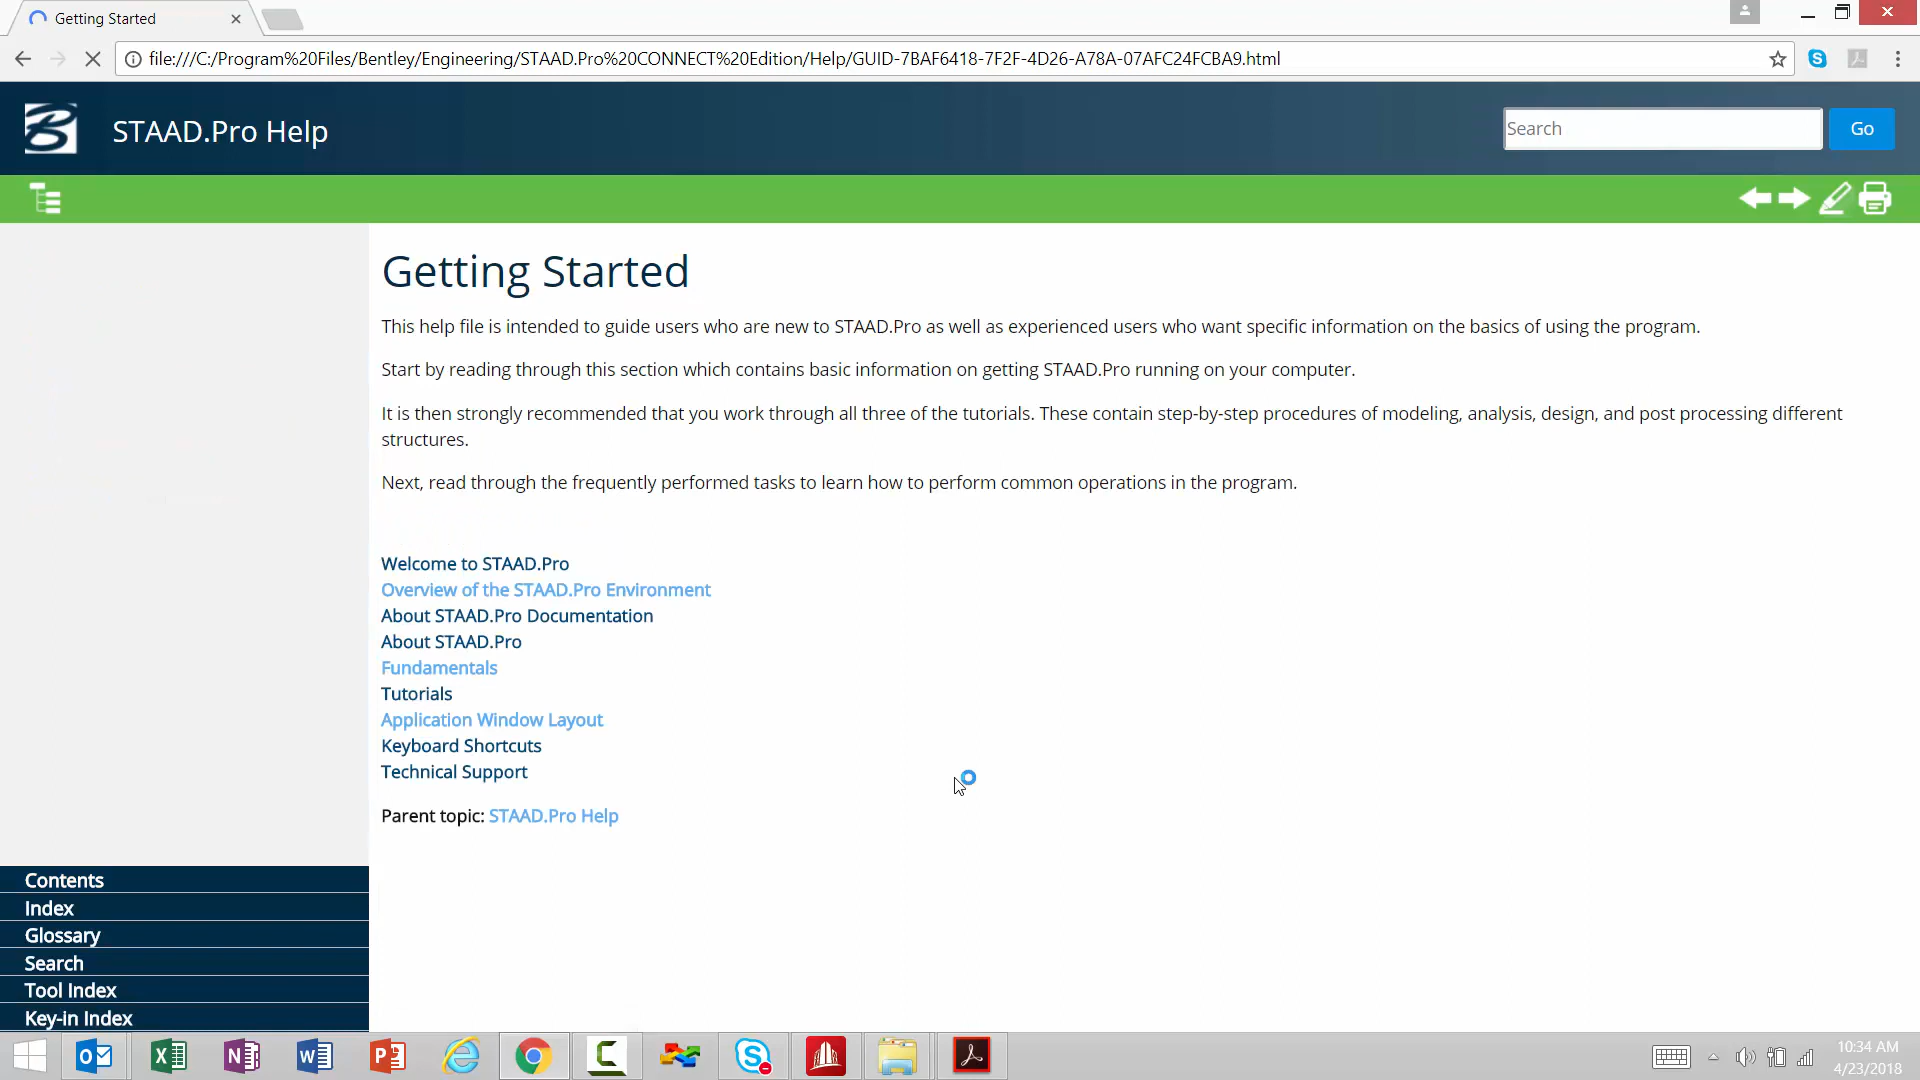 Getting Started
file:///C:/Program%20Files/Bentley/Engineering/STAAD.Pro%20CONNECT%20Edition/Help/GUID-7BAF6418-7F2F-4D26-A78A-07AFC24FCBA9.html
STAAD.Pro Help
Search
Go
Getting Started
This help file is intended to guide users who are new to STAAD.Pro as well as experienced users who want specific information on the basics of using the program.
Start by reading through this section which contains basic information on getting STAAD.Pro running on your computer.
It is then strongly recommended that you work through all three of the tutorials. These contain step-by-step procedures of modeling, analysis, design, and post processing different
structures.
Next, read through the frequently performed tasks to learn how to perform common operations in the program.
Welcome to STAAD.Pro
Overview of the STAAD.Pro Environment
About STAAD.Pro Documentation
About STAAD.Pro
Fundamentals
Tutorials
Application Window Layout
Keyboard Shortcuts
Technical Support
Parent topic: STAAD.Pro Help
Contents
Index
Glossary
Search
Tool Index
Key-in Index
10:34 AM
4/23/2018